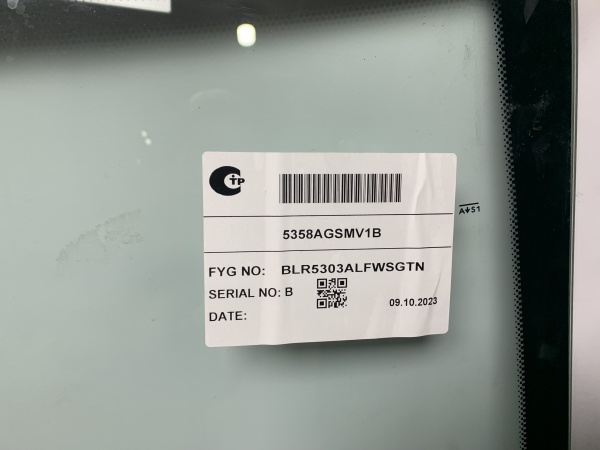 CTP
5358AGSMV1B
FYG NO: BLR5303ALFWSGTN
SERIAL NO: B
09.10.2023
DATE:
A↓51